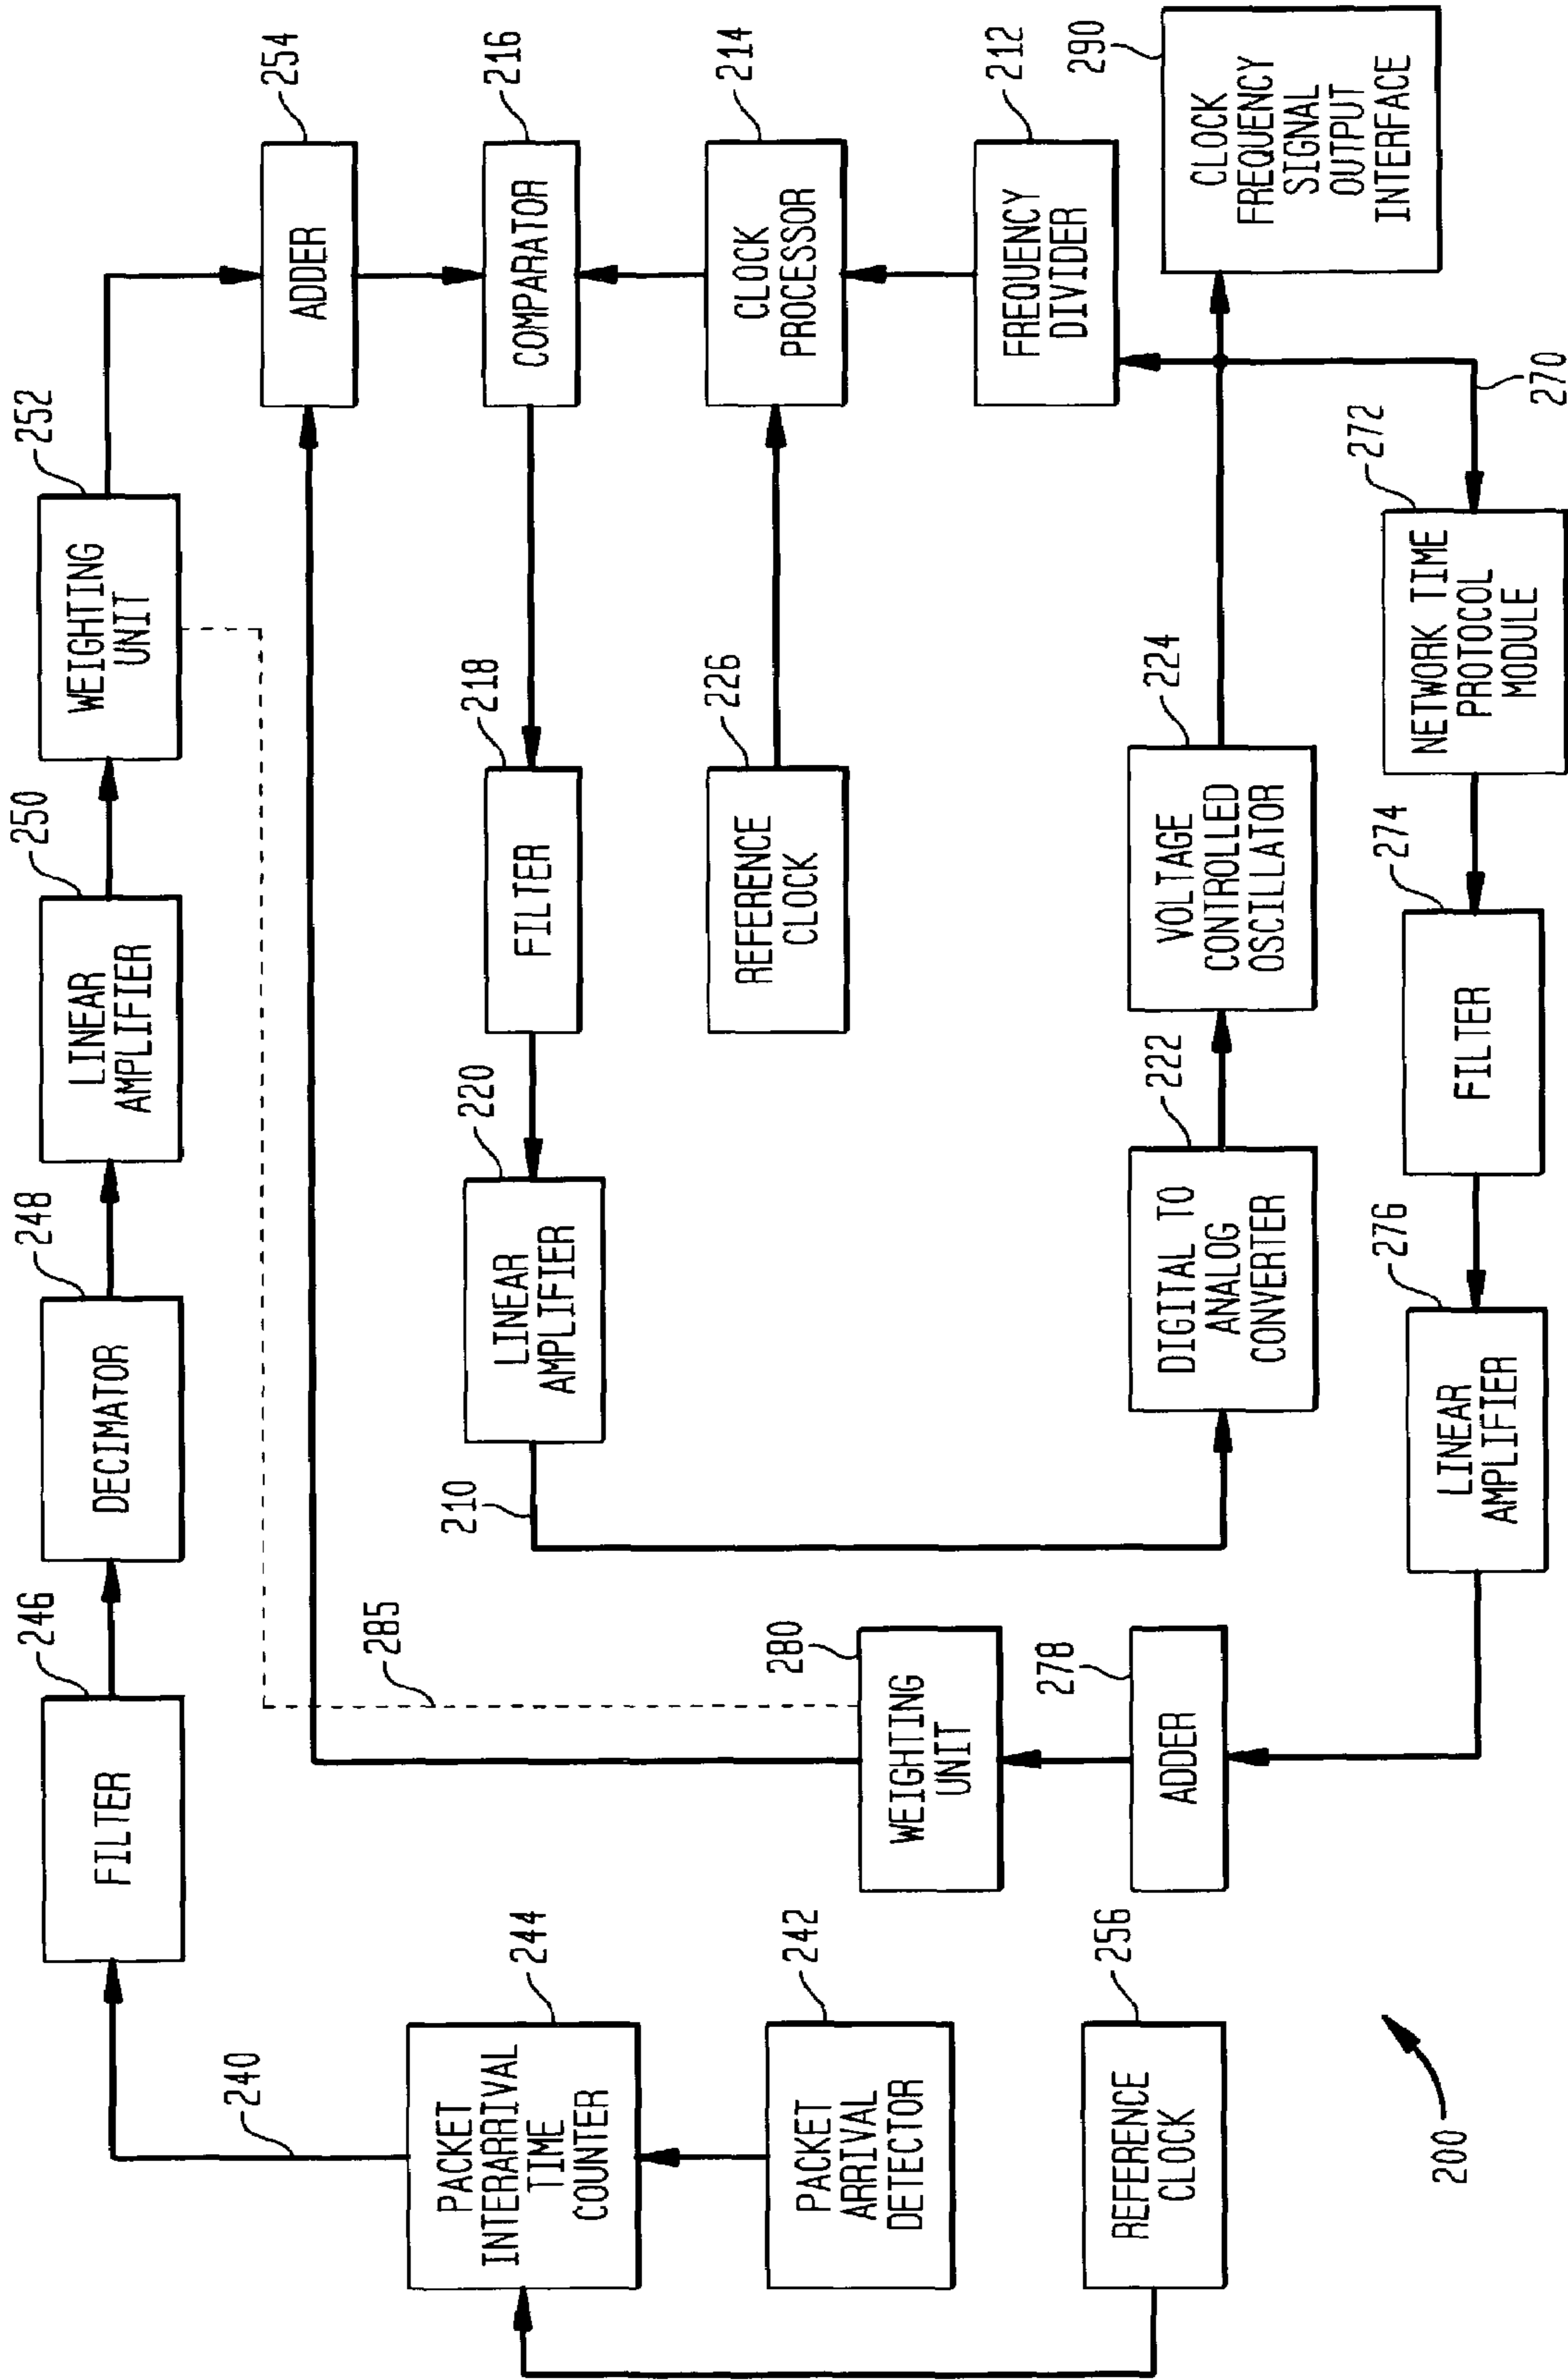 240
244
PACKET
INTERARRIVAL
TIME
COUNTER
242
PACKET
ARRIVAL
DETECTOR
256
REFERENCE
CLOCK
200
246
FILTER
248
DECIMATOR
250
LINEAR
AMPLIFIER
252
WEIGHTING
UNIT
254
ADDER
216
COMPARATOR
214
CLOCK
PROCESSOR
212
FREQUENCY
DIVIDER
290
CLOCK
FREQUENCY
SIGNAL
OUTPUT
INTERFACE
218
FILTER
220
LINEAR
AMPLIFIER
210
226
REFERENCE
CLOCK
285
280
WEIGHTING
UNIT
278
ADDER
222
DIGITAL TO
ANALOG
CONVERTER
224
VOLTAGE
CONTROLLED
OSCILLATOR
276
LINEAR
AMPLIFIER
274
FILTER
272
NETWORK TIME
PROTOCOL
MODULE
270